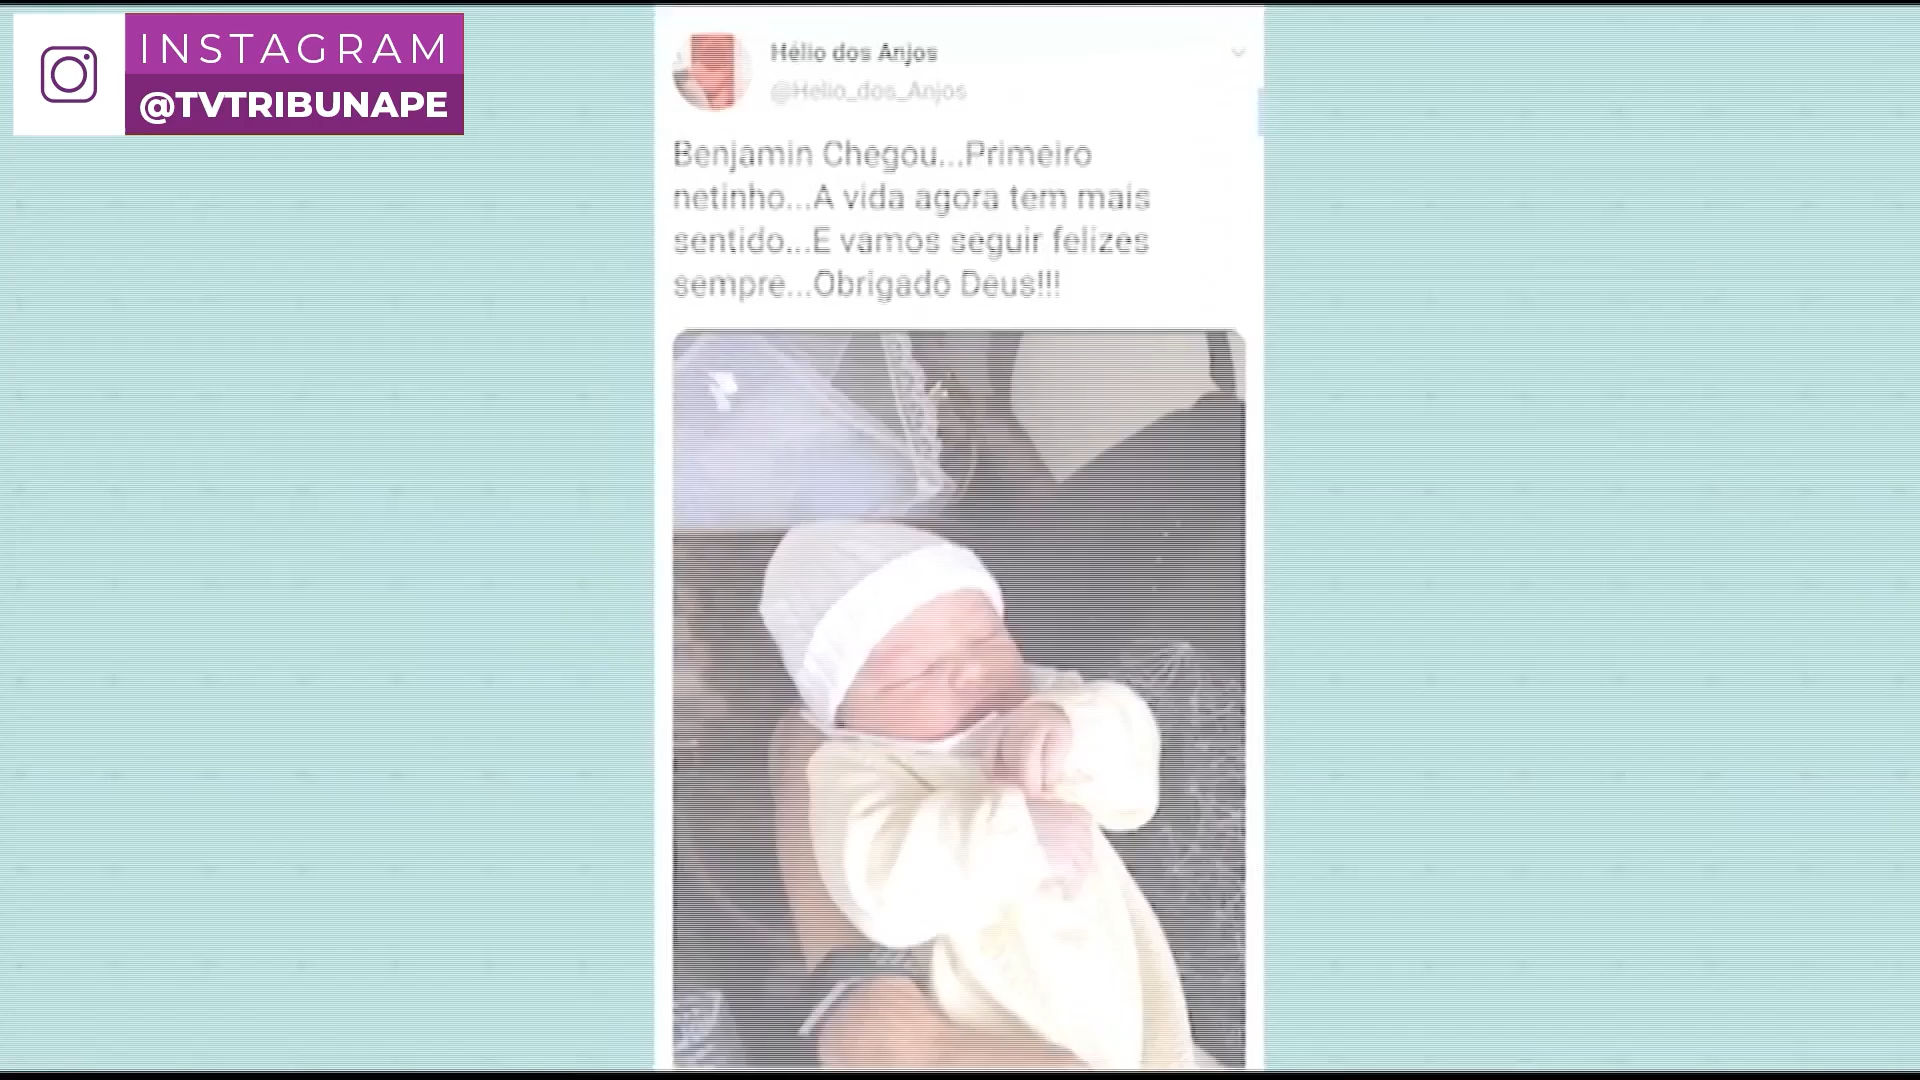 INSTAGRAM
@TVTRIBUNAPE
Hélio dos Anjos
@Helio_dos_Anjos
Benjamin Chegou...Primeiro
netinho...A vida agora tem mais
sentido...E vamos seguir felizes
sempre...Obrigado Deus!!!